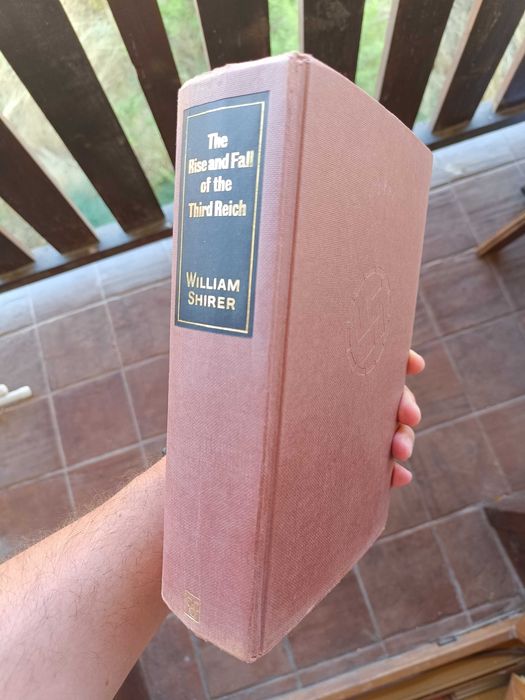 The
Rise and Fall
of the
Third Reich
WILLIAM
SHIRER